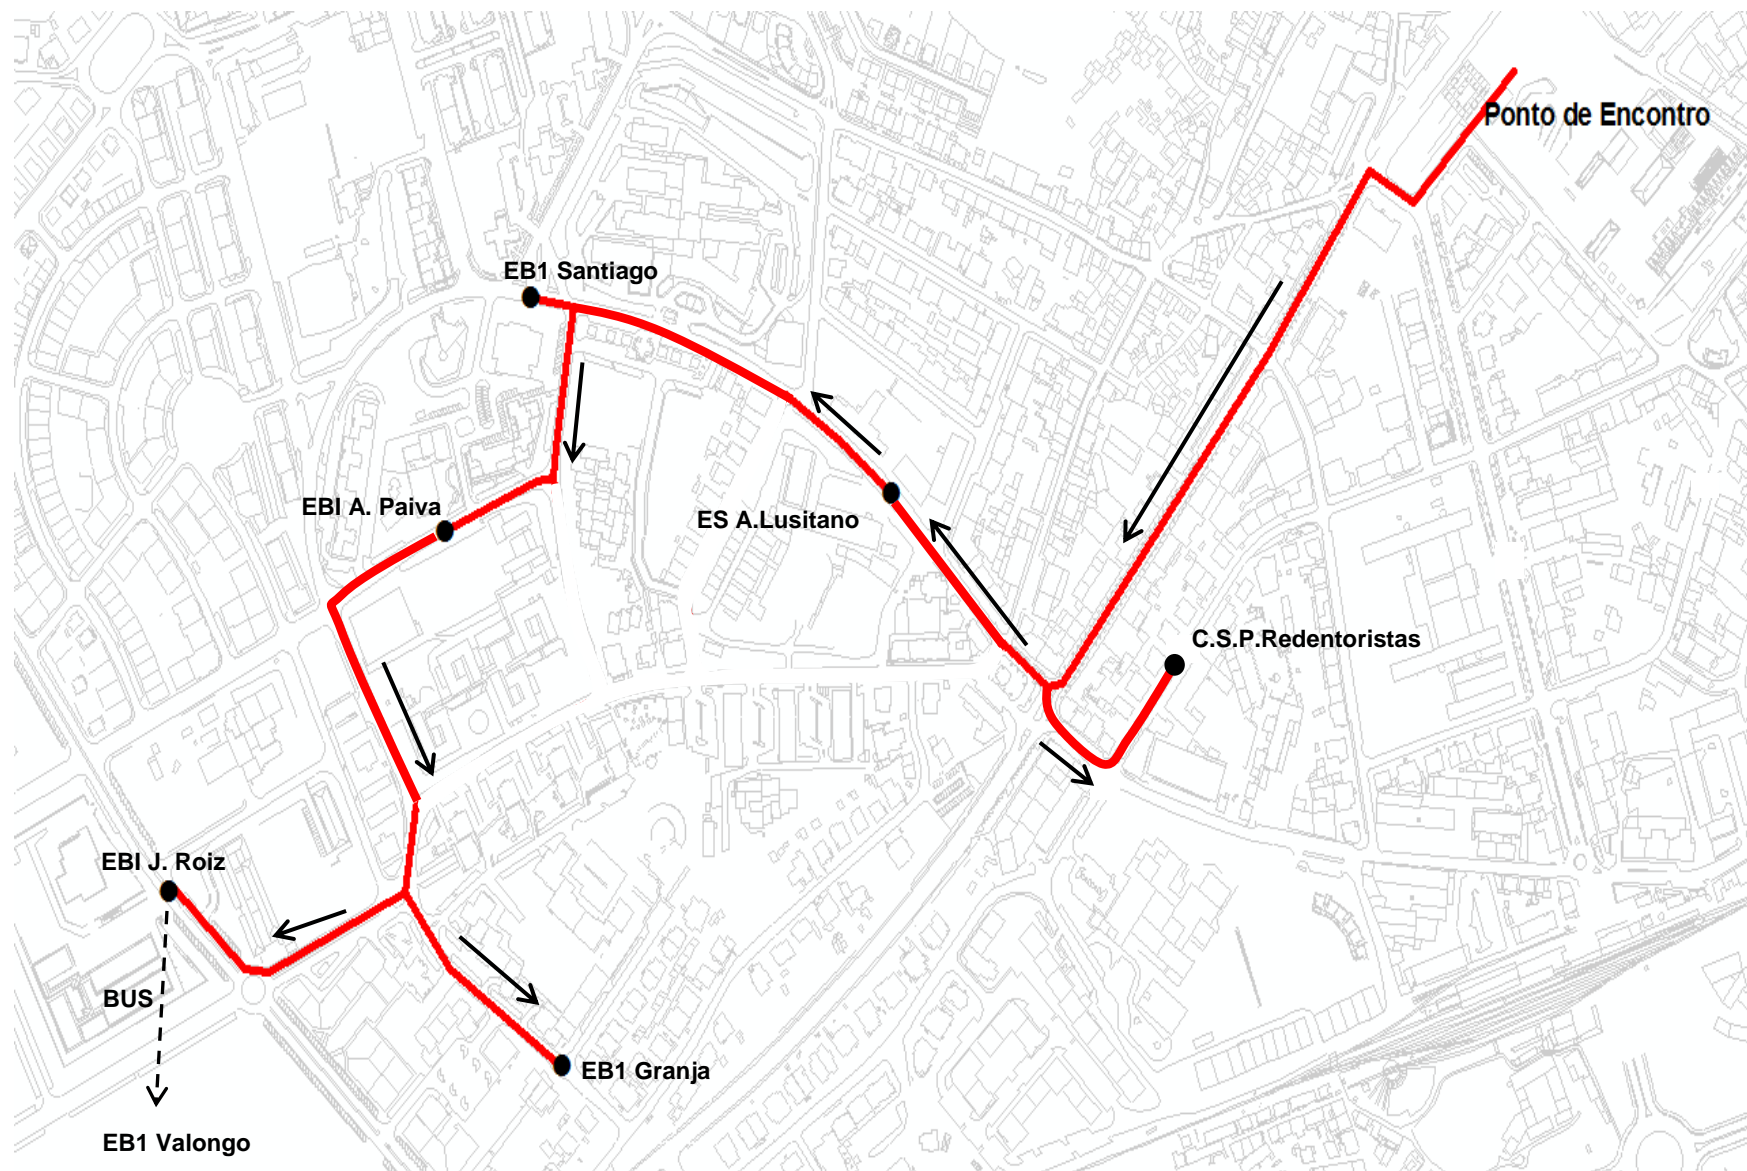 Ponto de Encontro
EB1 Santiago
EBI A. Paiva
ES A.Lusitano
C.S.P.Redentoristas
EBI J. Roiz
BUS
EB1 Granja
EB1 Valongo